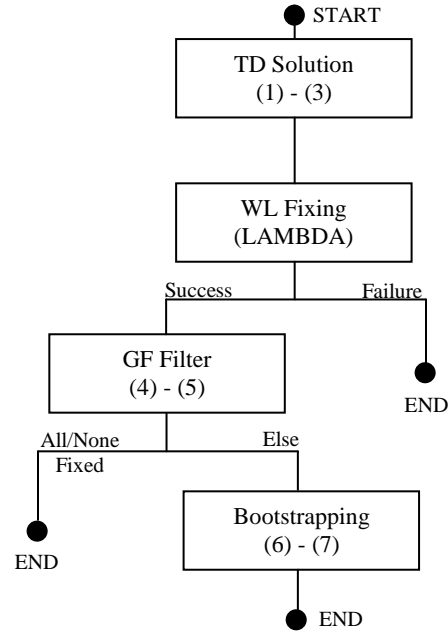 START
TD Solution
(1) - (3)
WL Fixing
(LAMBDA)
Success
Failure
GF Filter
(4) - (5)
END
All/None
Fixed
Else
Bootstrapping
(6) - (7)
END
END